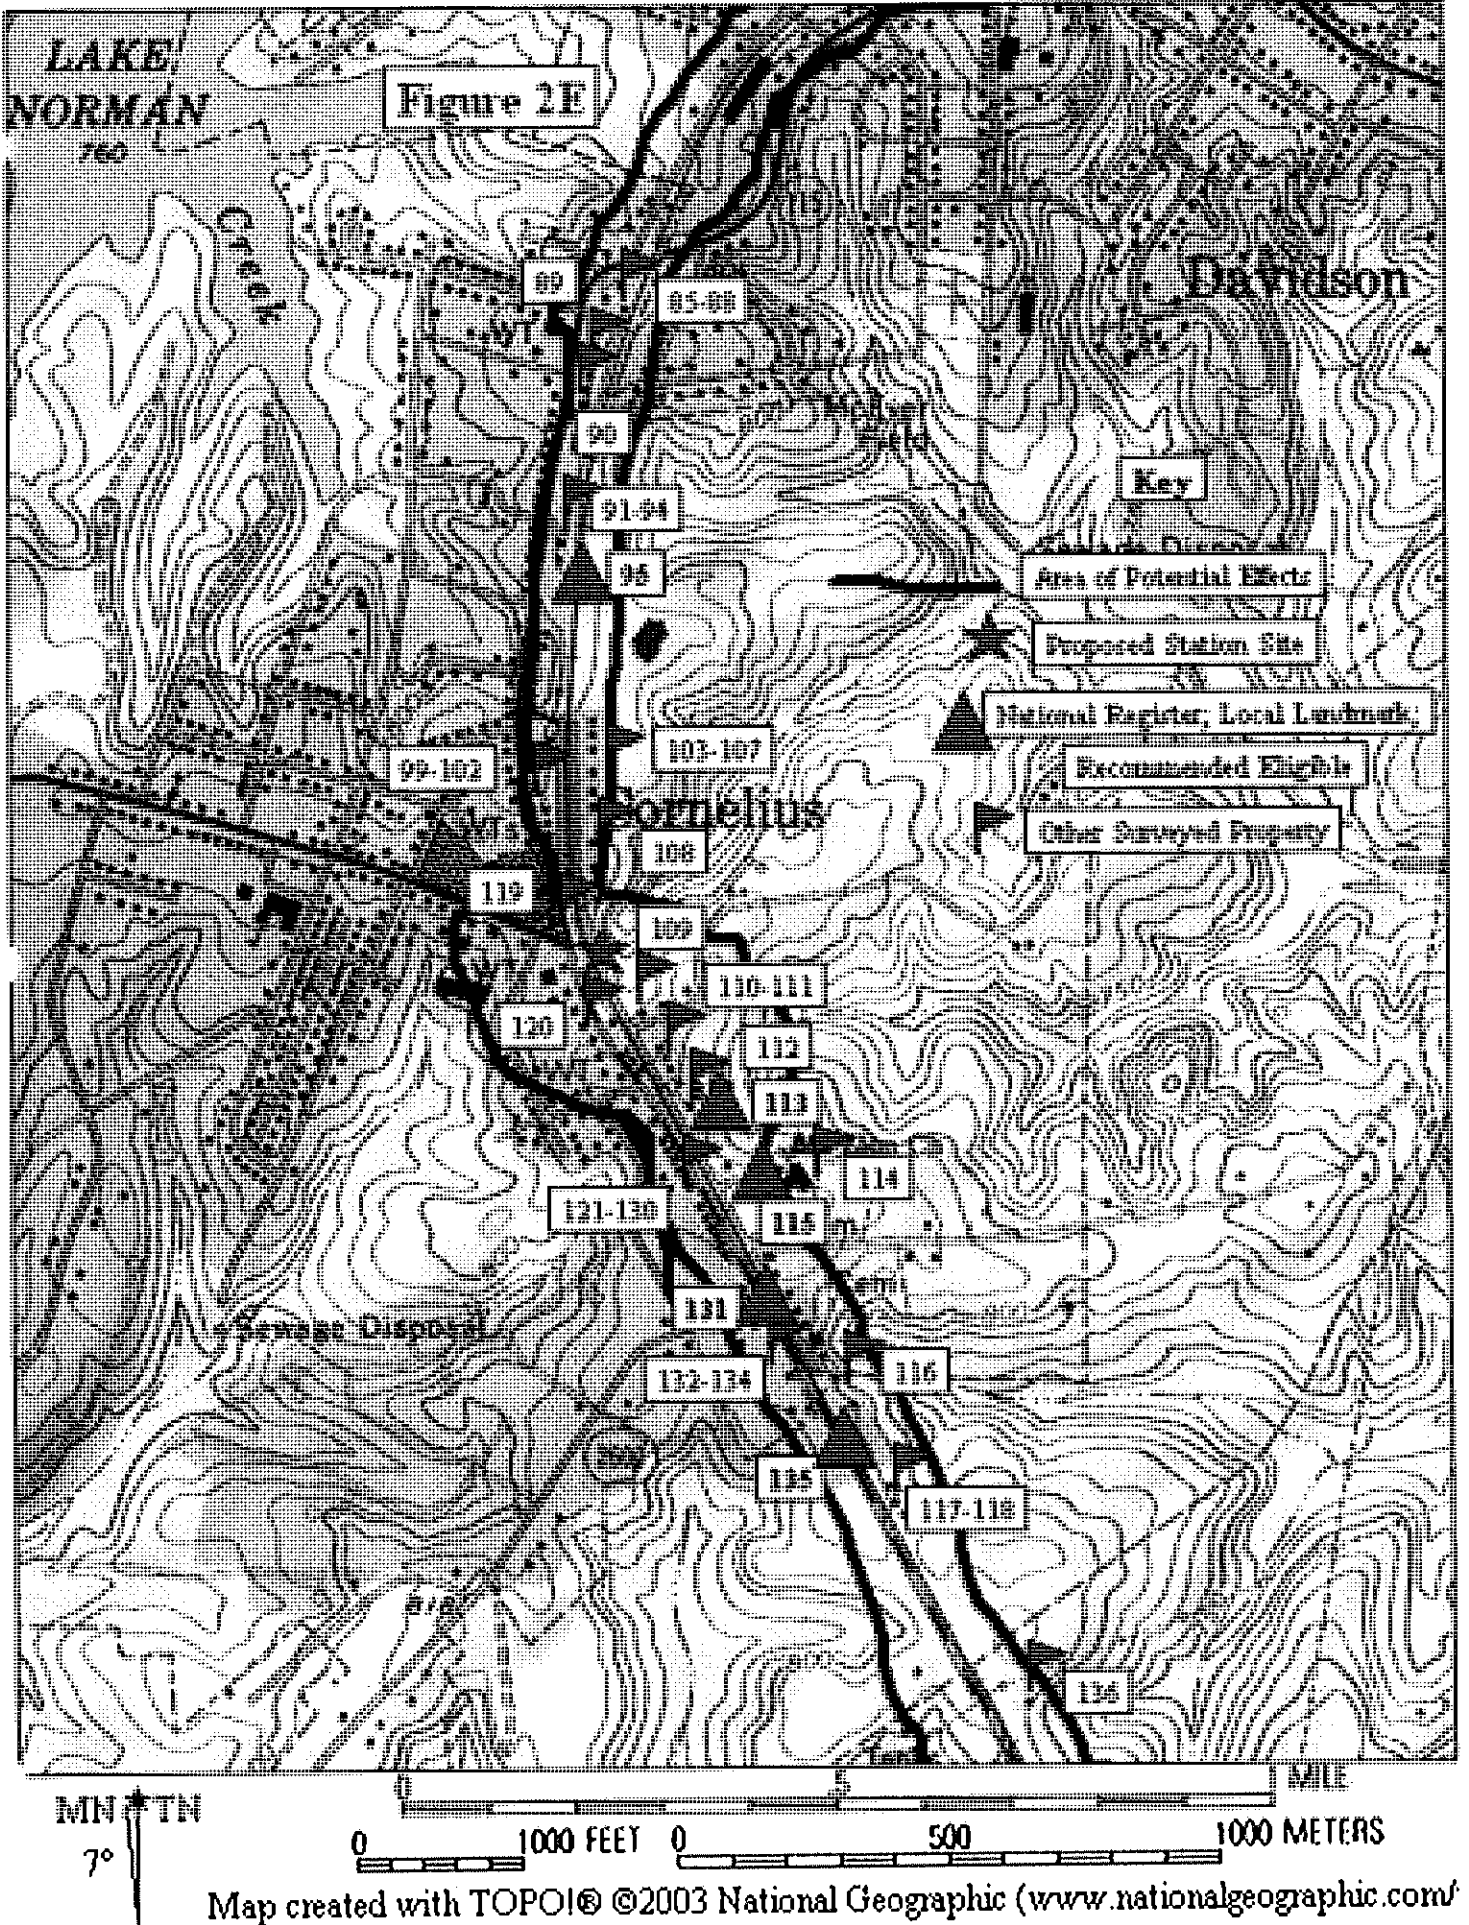 LAKE
NORMAN
760
Figure 2E
Creek
Davidson
89
85-88
90
Key
91-94
95
Area of Potential Effects
Proposed Station Site
National Register; Local Landmark;
Recommended Eligible
Other Surveyed Property
103-107
99-102
Cornelius
108
119
109
110-111
120
112
113
114
121-130
115
131
Sewage Disposal
132-134
116
135
117-118
136
0 .5 MILE
MN TN
7°
0 1000 FEET 0 500 1000 METERS
Map created with TOPO!® ©2003 National Geographic (www.nationalgeographic.com/